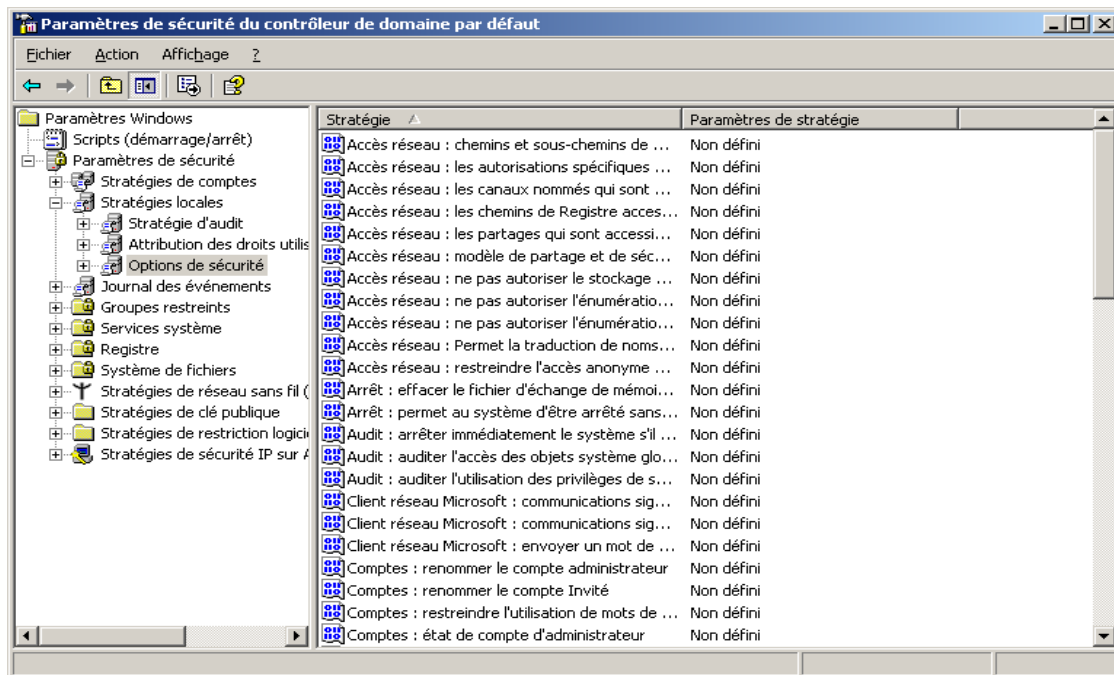 Paramètres de sécurité du contrôleur de domaine par défaut
Fichier Action Affichage ?
Paramètres Windows
Scripts (démarrage/arrêt)
Paramètres de sécurité
Stratégies de comptes
Stratégies locales
Stratégie d'audit
Attribution des droits utilis
Options de sécurité
Journal des événements
Groupes restreints
Services système
Registre
Système de fichiers
Stratégies de réseau sans fil (
Stratégies de clé publique
Stratégies de restriction logici
Stratégies de sécurité IP sur A
Stratégie Paramètres de stratégie
Accès réseau : chemins et sous-chemins de ... Non défini
Accès réseau : les autorisations spécifiques ... Non défini
Accès réseau : les canaux nommés qui sont ... Non défini
Accès réseau : les chemins de Registre acces... Non défini
Accès réseau : les partages qui sont accessi... Non défini
Accès réseau : modèle de partage et de séc... Non défini
Accès réseau : ne pas autoriser le stockage ... Non défini
Accès réseau : ne pas autoriser l'énumératio... Non défini
Accès réseau : ne pas autoriser l'énumératio... Non défini
Accès réseau : Permet la traduction de noms... Non défini
Accès réseau : restreindre l'accès anonyme ... Non défini
Arrêt : effacer le fichier d'échange de mémoi... Non défini
Arrêt : permet au système d'être arrêté sans... Non défini
Audit : arrêter immédiatement le système s'il ... Non défini
Audit : auditer l'accès des objets système glo... Non défini
Audit : auditer l'utilisation des privilèges de s... Non défini
Client réseau Microsoft : communications sig... Non défini
Client réseau Microsoft : communications sig... Non défini
Client réseau Microsoft : envoyer un mot de ... Non défini
Comptes : renommer le compte administrateur Non défini
Comptes : renommer le compte Invité Non défini
Comptes : restreindre l'utilisation de mots de ... Non défini
Comptes : état de compte d'administrateur Non défini